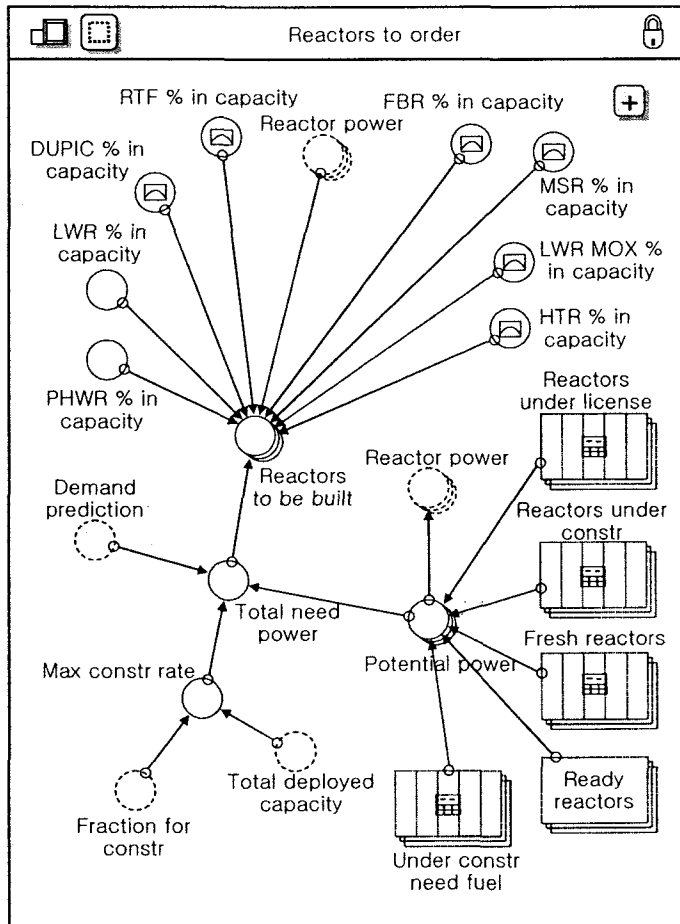 Reactors to order
RTF % in capacity
FBR % in capacity
Reactor power
DUPIC % in
capacity
MSR % in
capacity
LWR % in
capacity
LWR MOX %
in capacity
HTR % in
capacity
PHWR % in
capacity
Reactors
under license
Reactors
to be built
Reactor power
Demand
prediction
Reactors under
constr
Total need
power
Fresh reactors
Potential power
Max constr rate
Total deployed
capacity
Ready
reactors
Fraction for
constr
Under constr
need fuel